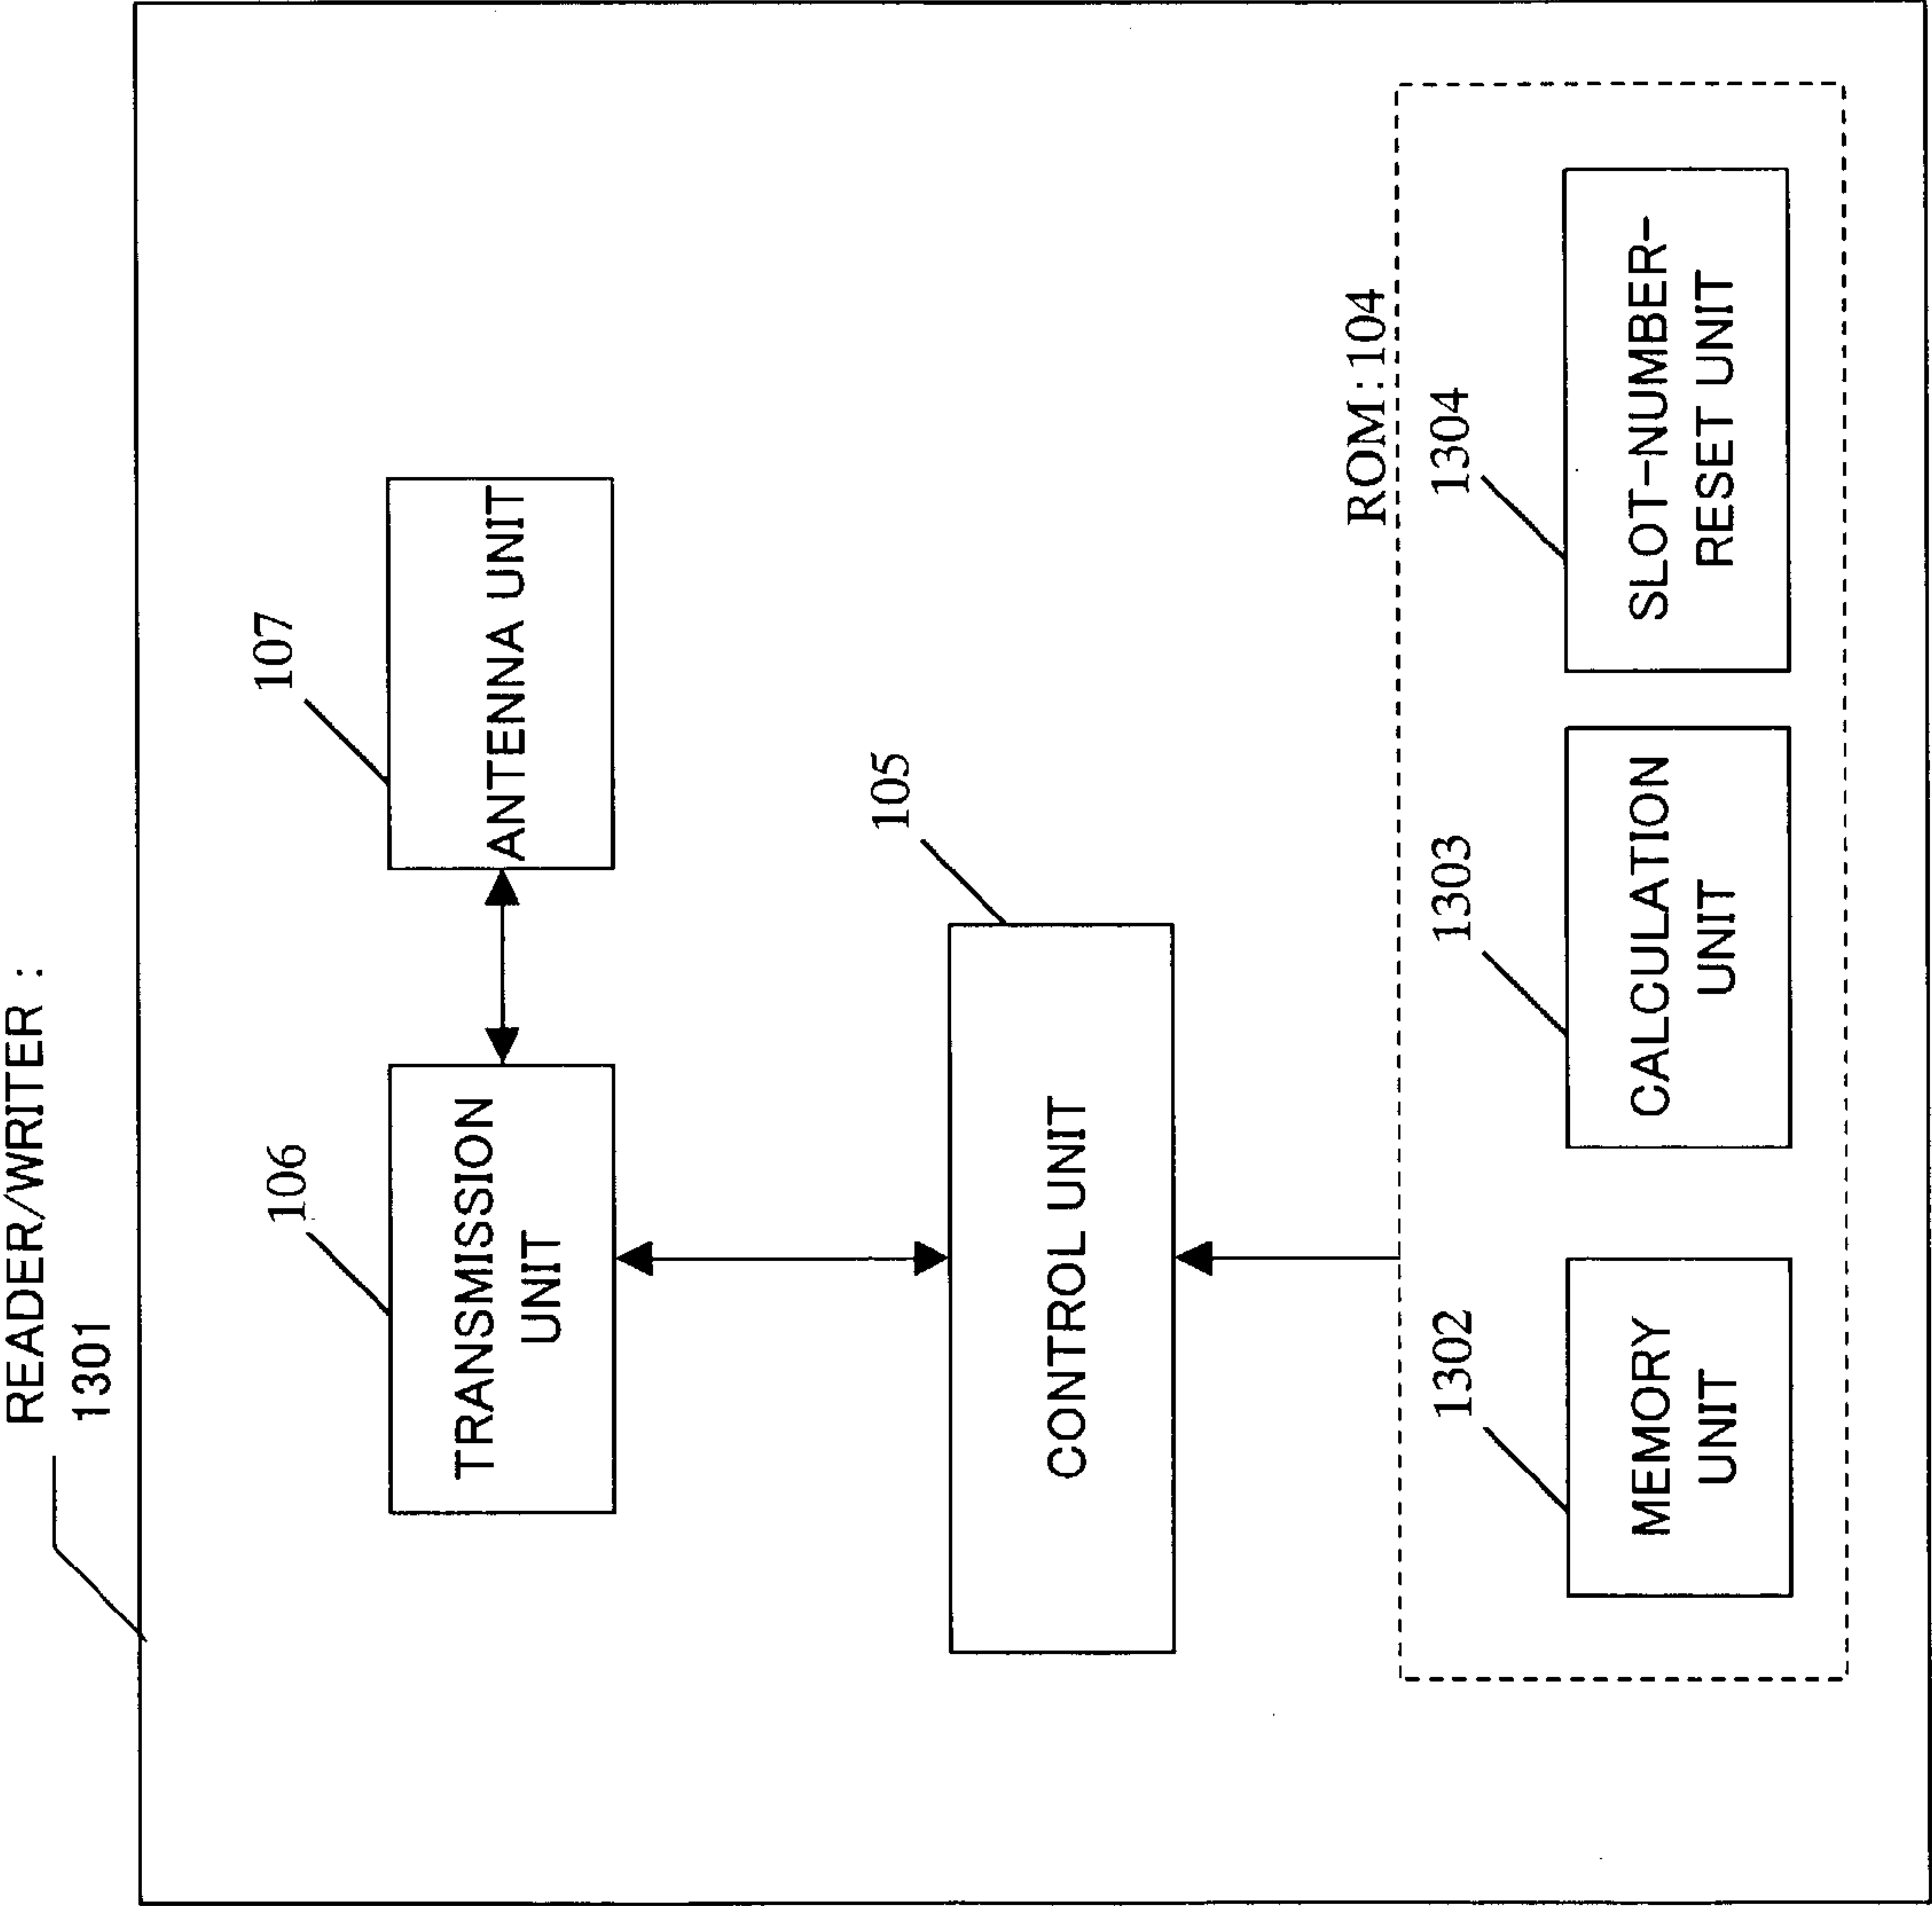 READER/WRITER :
1301
106
TRANSMISSION
UNIT
107
ANTENNA UNIT
105
CONTROL UNIT
ROM:104
1302
MEMORY
UNIT
1303
CALCULATION
UNIT
1304
SLOT-NUMBER-
RESET UNIT